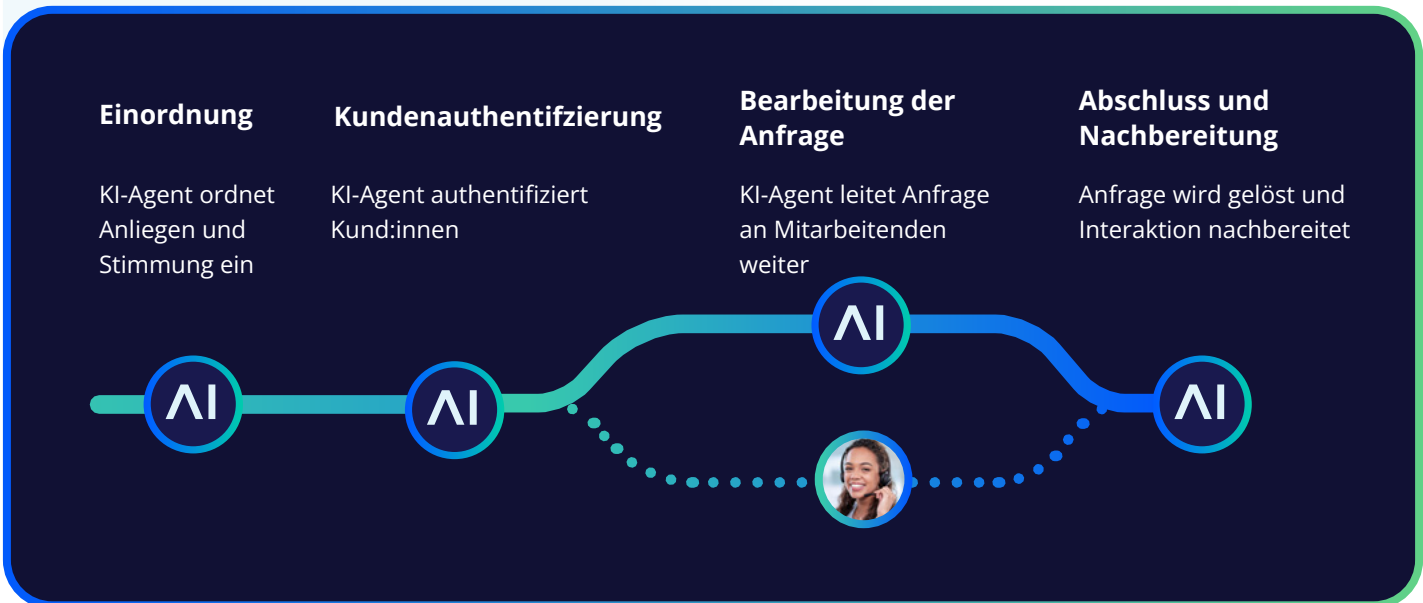 Einordnung
KI-Agent ordnet
Anliegen und
Stimmung ein
Kundenauthentifzierung
KI-Agent authentifiziert
Kund:innen
Bearbeitung der
Anfrage
KI-Agent leitet Anfrage
an Mitarbeitenden
weiter
Abschluss und
Nachbereitung
Anfrage wird gelöst und
Interaktion nachbereitet
AI
AI
AI
AI